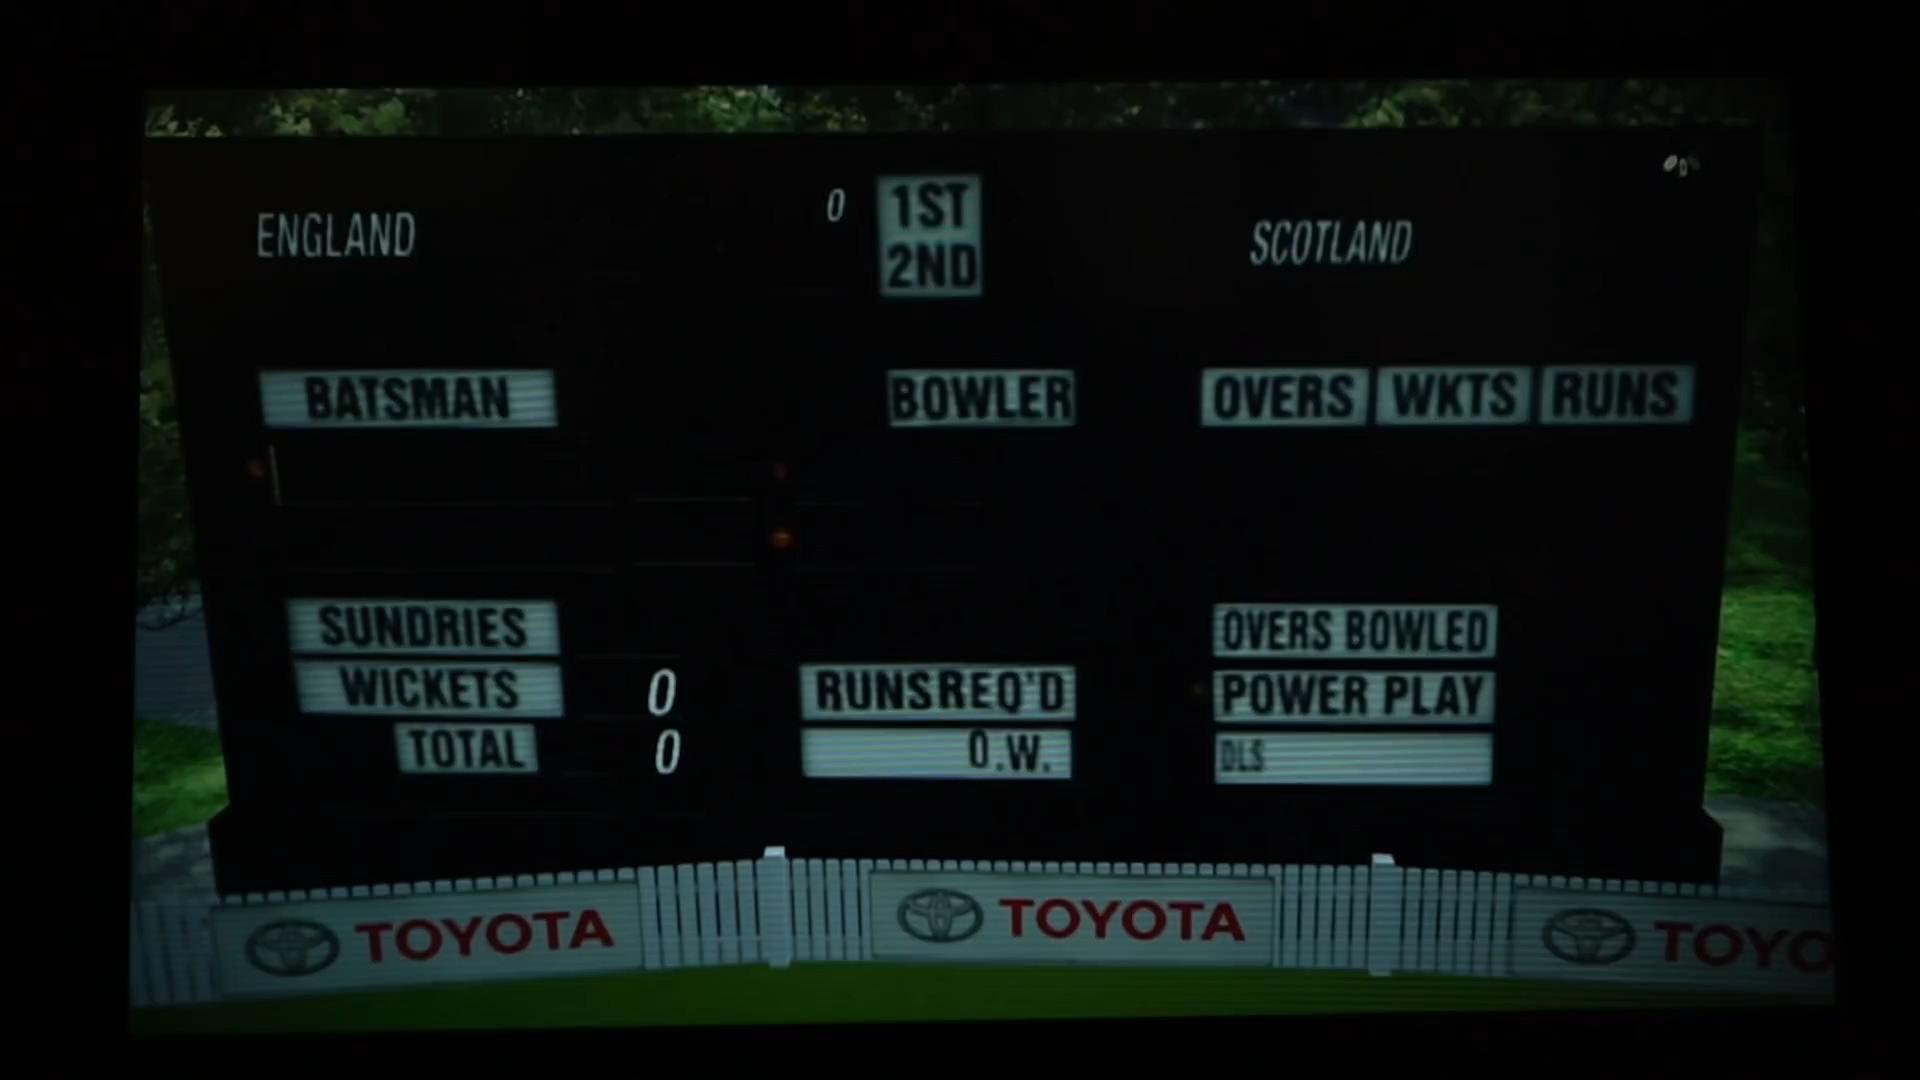 ENGLAND 0 1ST SCOTLAND
2ND
BATSMAN BOWLER OVERS WKTS RUNS
SUNDRIES OVERS BOWLED
WICKETS 0 RUNSREQ'D POWER PLAY
TOTAL 0 0.W. DLS
TOYOTA TOYOTA TOYO